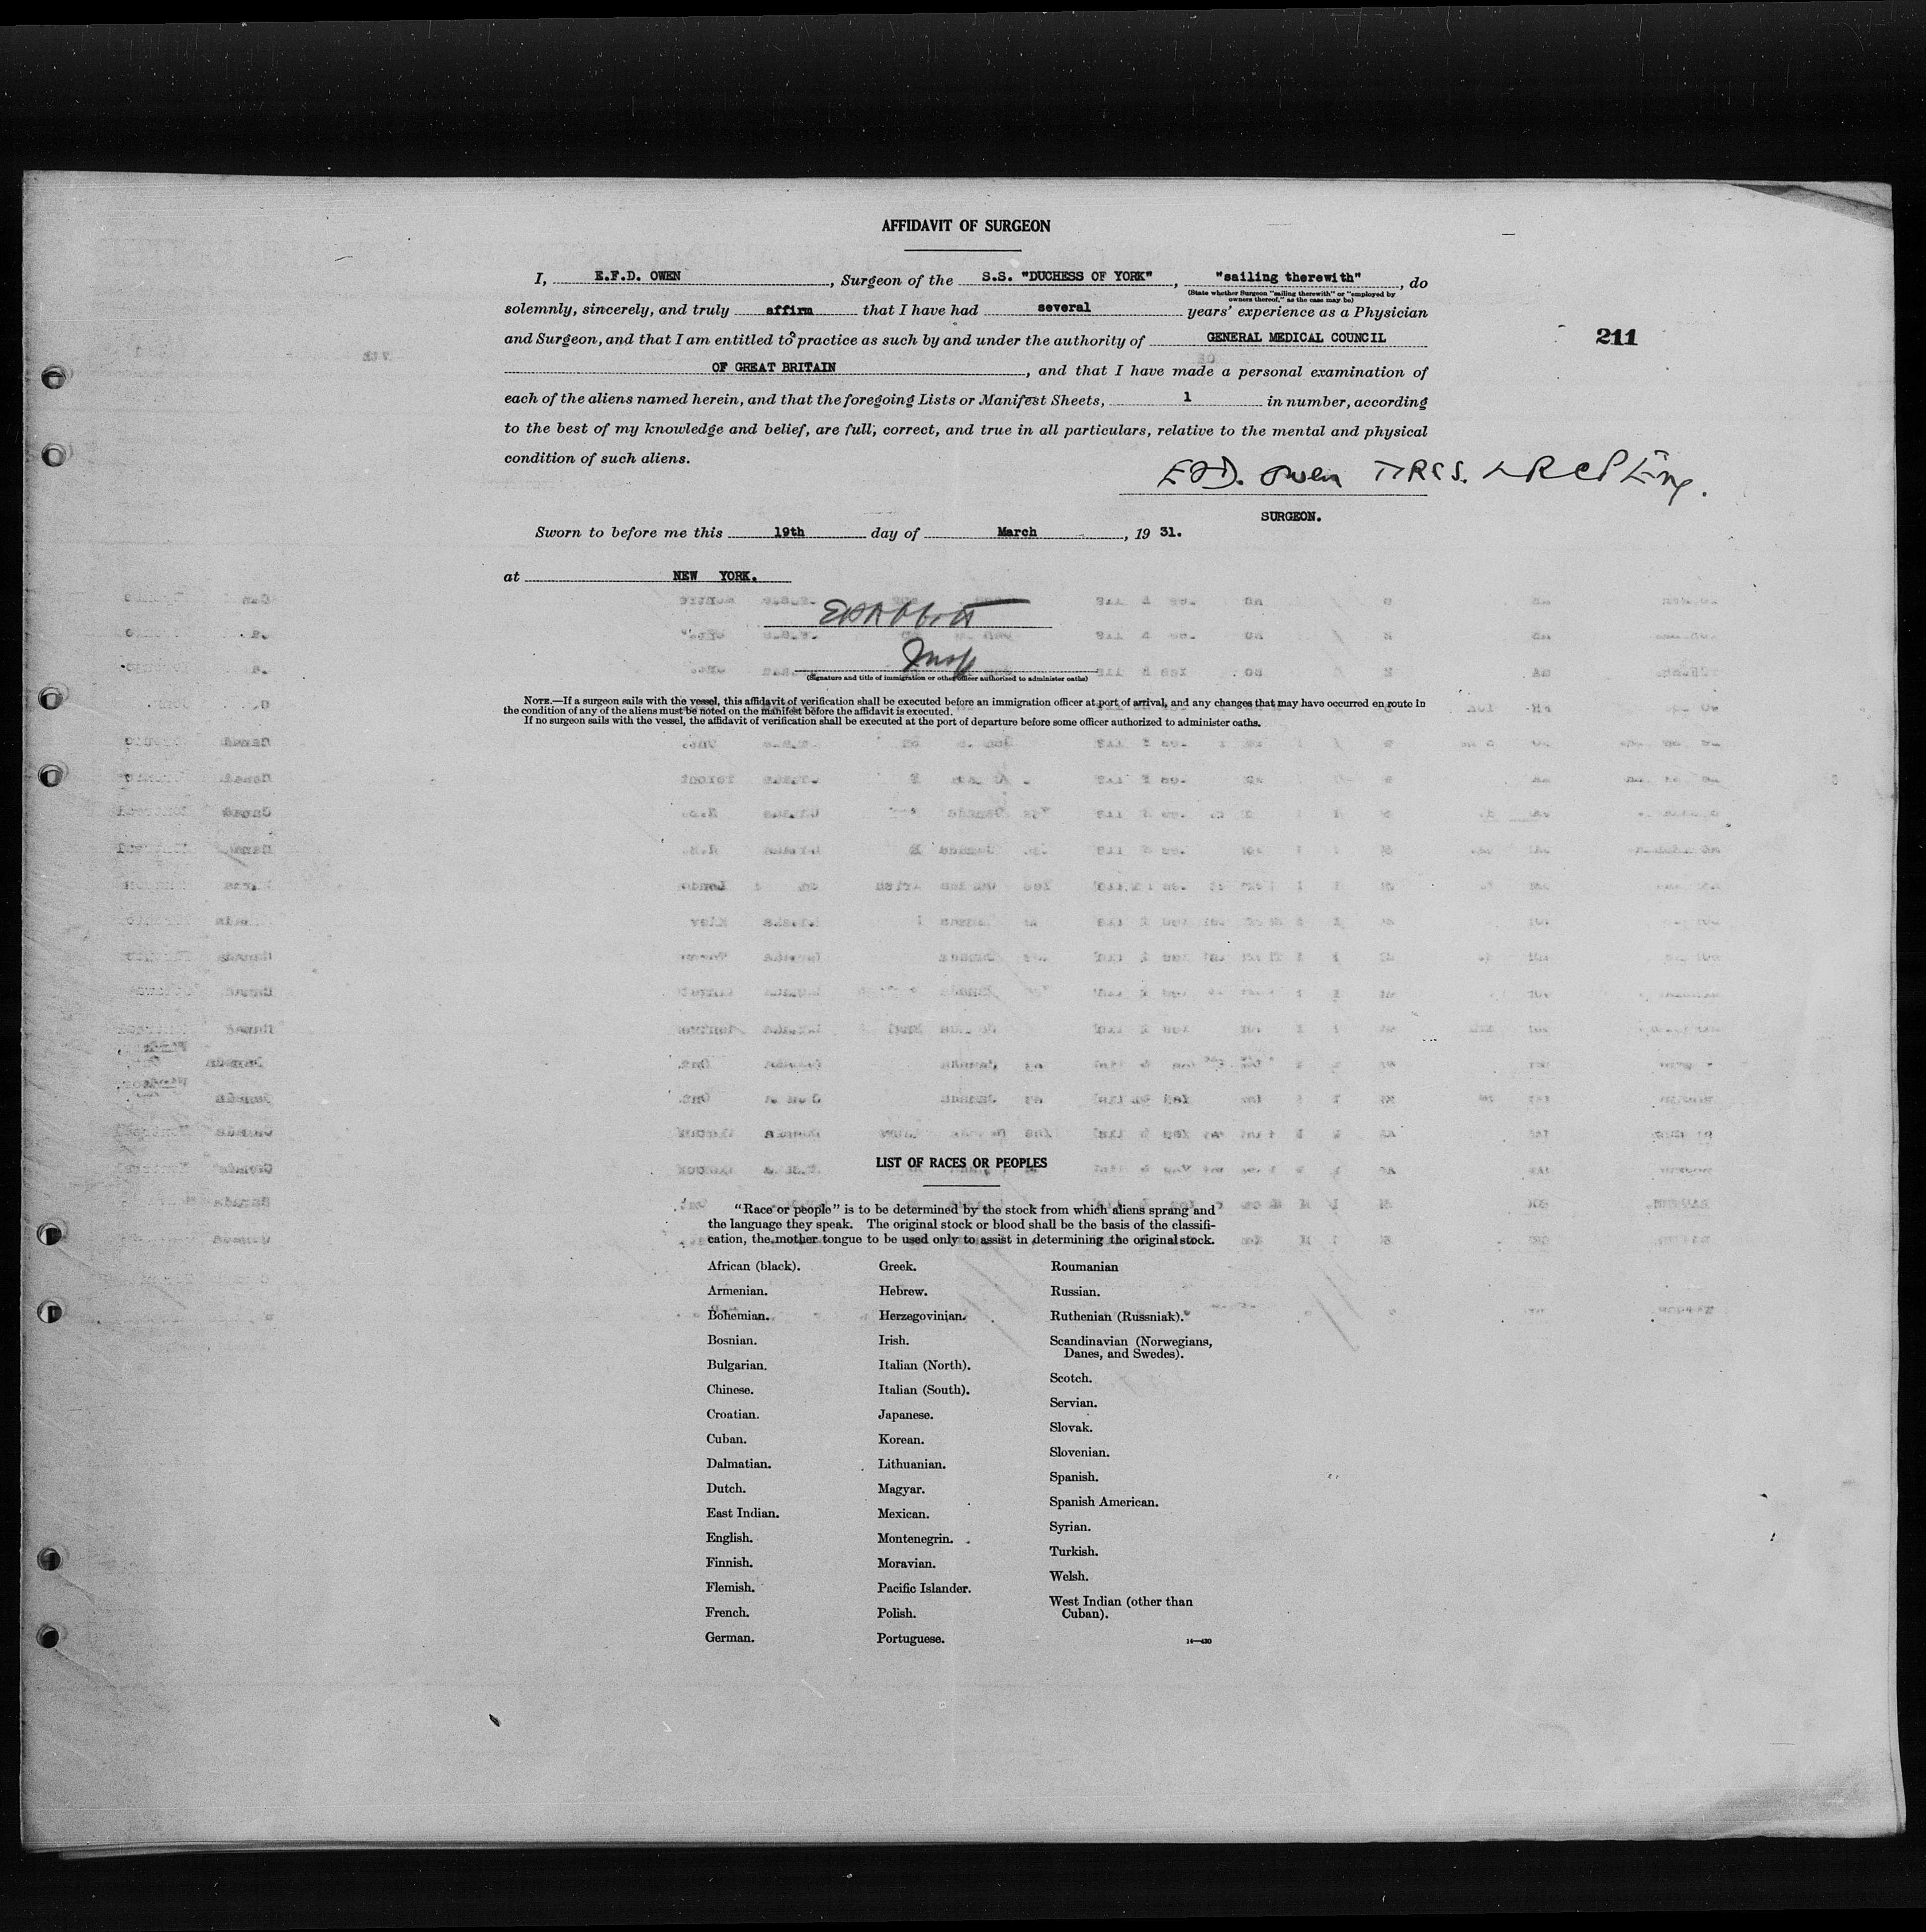 AFFIDAVIT OF SURGEON
I, E.F.D. OWEN, Surgeon of the S.S. "DUCHESS OF YORK", "sailing therewith", do
(State whether Surgeon "sailing therewith" or "employed by
owners thereof," as the case may be)
solemnly, sincerely, and truly affirm that I have had several years' experience as a Physician
and Surgeon, and that I am entitled to practice as such by and under the authority of GENERAL MEDICAL COUNCIL
211
OF GREAT BRITAIN, and that I have made a personal examination of
each of the aliens named herein, and that the foregoing Lists or Manifest Sheets, 1 in number, according
to the best of my knowledge and belief, are full, correct, and true in all particulars, relative to the mental and physical
condition of such aliens.
EFD. Owen MRCS. LRCP Eng.
SURGEON.
Sworn to before me this 19th day of March, 19 31.
at NEW YORK.
Insp
(Signature and title of immigration or other officer authorized to administer oaths)
NOTE.—If a surgeon sails with the vessel, this affidavit of verification shall be executed before an immigration officer at port of arrival, and any changes that may have occurred en route in
the condition of any of the aliens must be noted on the manifest before the affidavit is executed.
If no surgeon sails with the vessel, the affidavit of verification shall be executed at the port of departure before some officer authorized to administer oaths.
LIST OF RACES OR PEOPLES
"Race or people" is to be determined by the stock from which aliens sprang and
the language they speak. The original stock or blood shall be the basis of the classifi-
cation, the mother tongue to be used only to assist in determining the original stock.
African (black).
Armenian.
Bohemian.
Bosnian.
Bulgarian.
Chinese.
Croatian.
Cuban.
Dalmatian.
Dutch.
East Indian.
English.
Finnish.
Flemish.
French.
German.
Greek.
Hebrew.
Herzegovinian.
Irish.
Italian (North).
Italian (South).
Japanese.
Korean.
Lithuanian.
Magyar.
Mexican.
Montenegrin.
Moravian.
Pacific Islander.
Polish.
Portuguese.
Roumanian
Russian.
Ruthenian (Russniak).
Scandinavian (Norwegians,
Danes, and Swedes).
Scotch.
Servian.
Slovak.
Slovenian.
Spanish.
Spanish American.
Syrian.
Turkish.
Welsh.
West Indian (other than
Cuban).
14—430